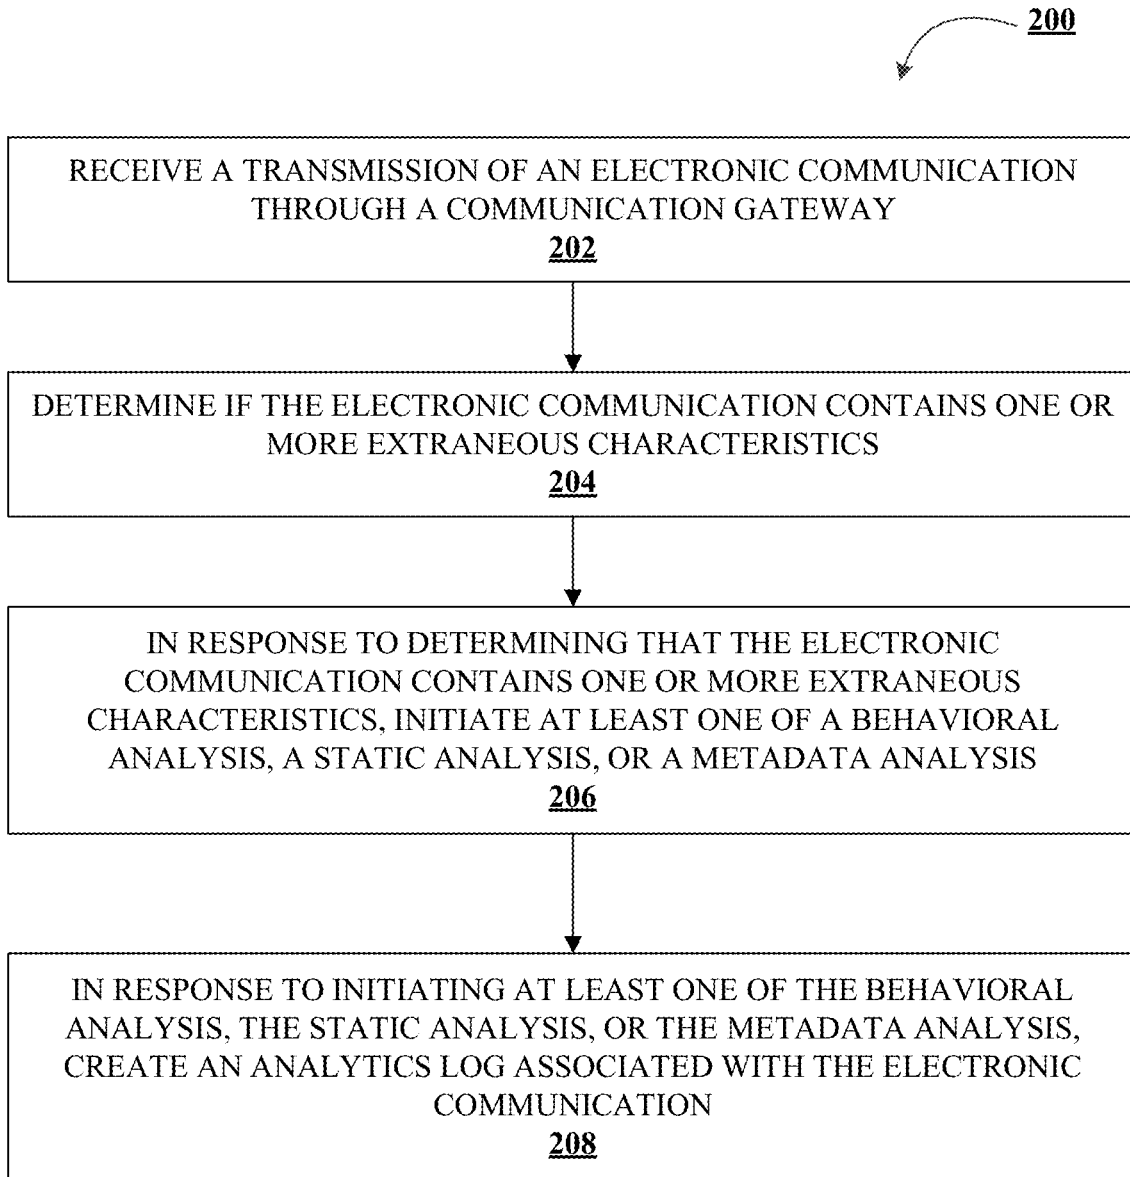 200
RECEIVE A TRANSMISSION OF AN ELECTRONIC COMMUNICATION
THROUGH A COMMUNICATION GATEWAY
202
DETERMINE IF THE ELECTRONIC COMMUNICATION CONTAINS ONE OR
MORE EXTRANEOUS CHARACTERISTICS
204
IN RESPONSE TO DETERMINING THAT THE ELECTRONIC
COMMUNICATION CONTAINS ONE OR MORE EXTRANEOUS
CHARACTERISTICS, INITIATE AT LEAST ONE OF A BEHAVIORAL
ANALYSIS, A STATIC ANALYSIS, OR A METADATA ANALYSIS
206
IN RESPONSE TO INITIATING AT LEAST ONE OF THE BEHAVIORAL
ANALYSIS, THE STATIC ANALYSIS, OR THE METADATA ANALYSIS,
CREATE AN ANALYTICS LOG ASSOCIATED WITH THE ELECTRONIC
COMMUNICATION
208